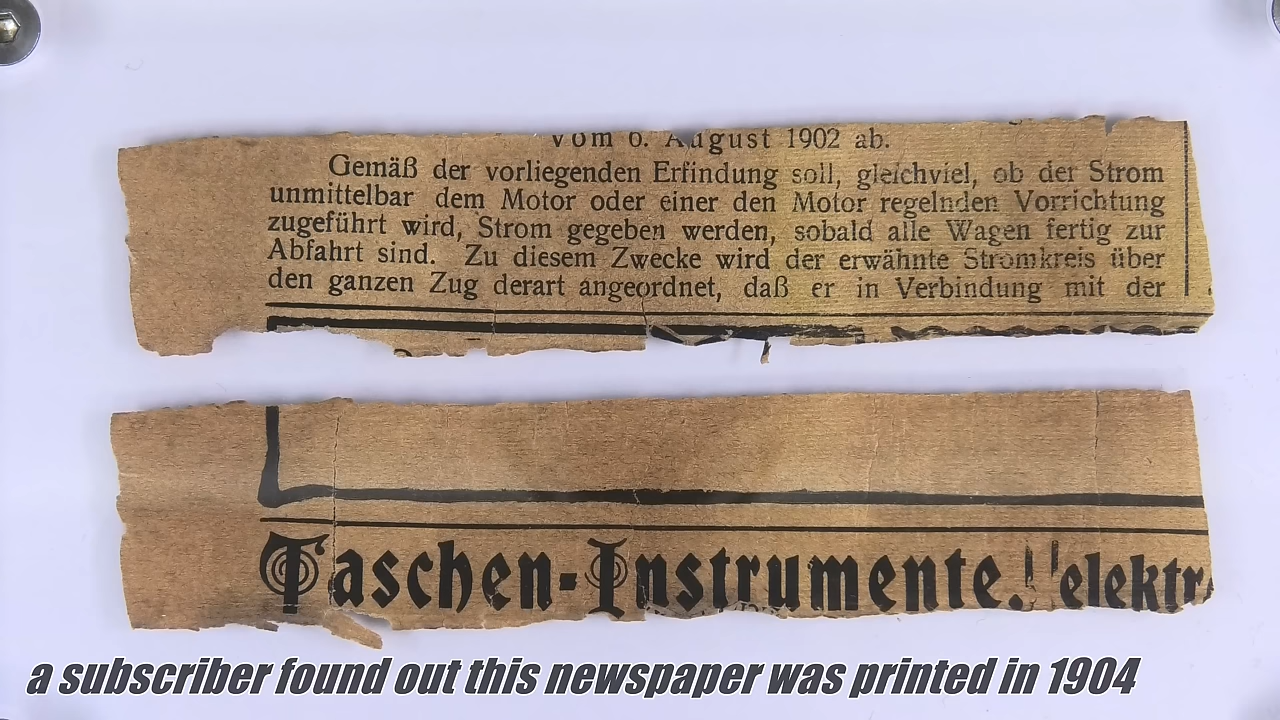 vom 6. August 1902 ab.
Gemäß der vorliegenden Erfindung soll, gleichviel, ob der Strom
unmittelbar dem Motor oder einer den Motor regelnden Vorrichtung
zugeführt wird, Strom gegeben werden, sobald alle Wagen fertig zur
Abfahrt sind. Zu diesem Zwecke wird der erwähnte Stromkreis über
den ganzen Zug derart angeordnet, daß er in Verbindung mit der
Taschen-Instrumente. elektr
a subscriber found out this newspaper was printed in 1904